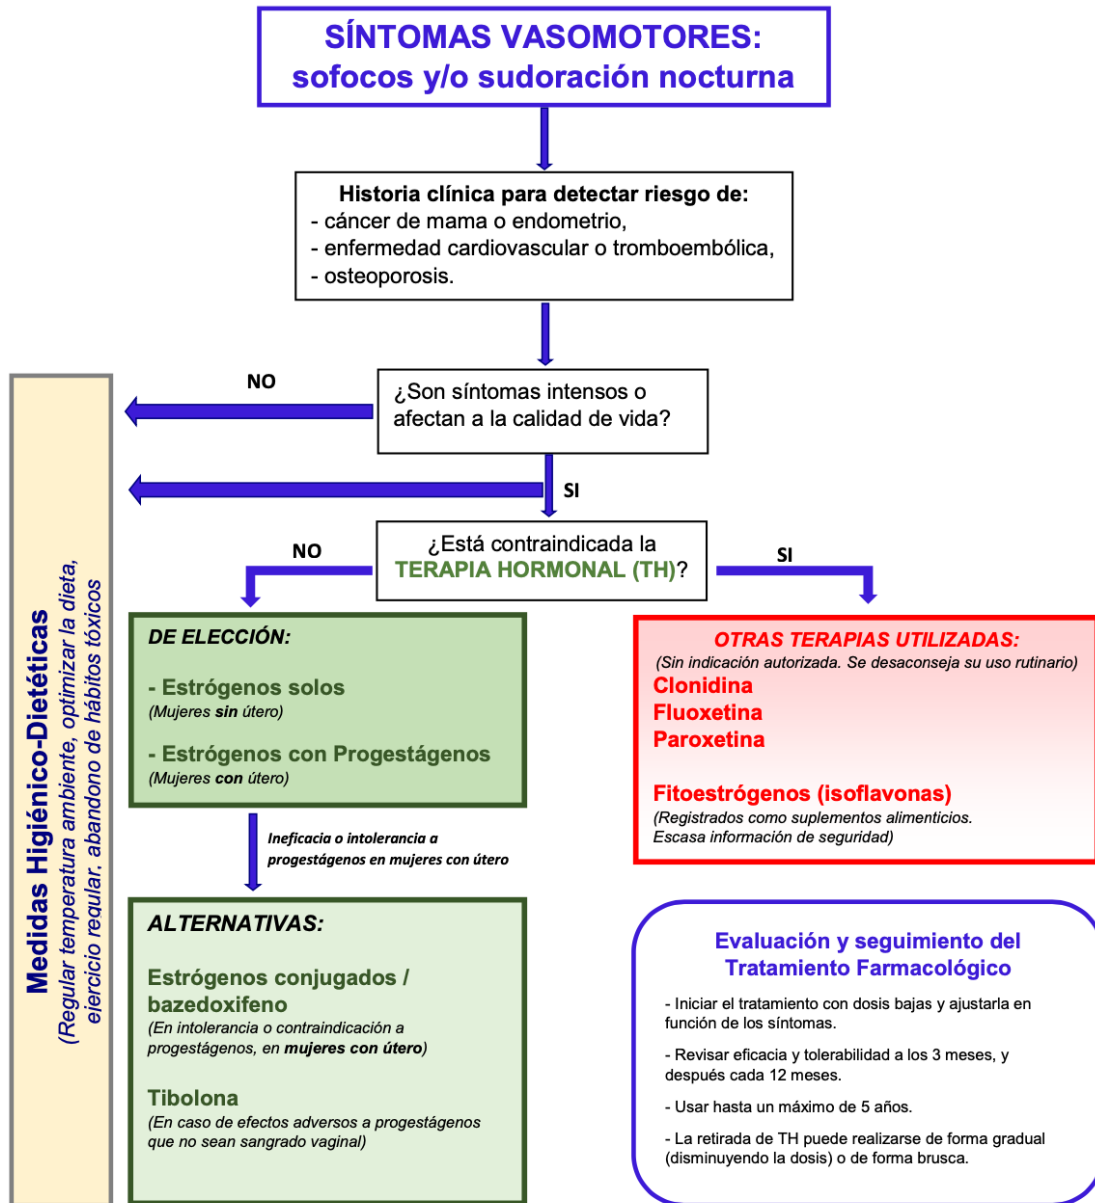 SÍNTOMAS VASOMOTORES:
sofocos y/o sudoración nocturna
Historia clínica para detectar riesgo de:
- cáncer de mama o endometrio,
- enfermedad cardiovascular o tromboembólica,
- osteoporosis.
NO
¿Son síntomas intensos o
afectan a la calidad de vida?
SI
NO
¿Está contraindicada la
TERAPIA HORMONAL (TH)?
SI
Medidas Higiénico-Dietéticas
(Regular temperatura ambiente, optimizar la dieta,
ejercicio regular, abandono de hábitos tóxicos
DE ELECCIÓN:
- Estrógenos solos
(Mujeres sin útero)
- Estrógenos con Progestágenos
(Mujeres con útero)
Ineficacia o intolerancia a
progestágenos en mujeres con útero
ALTERNATIVAS:
Estrógenos conjugados /
bazedoxifeno
(En intolerancia o contraindicación a
progestágenos, en mujeres con útero)
Tibolona
(En caso de efectos adversos a progestágenos
que no sean sangrado vaginal)
OTRAS TERAPIAS UTILIZADAS:
(Sin indicación autorizada. Se desaconseja su uso rutinario)
Clonidina
Fluoxetina
Paroxetina
Fitoestrógenos (isoflavonas)
(Registrados como suplementos alimenticios.
Escasa información de seguridad)
Evaluación y seguimiento del
Tratamiento Farmacológico
- Iniciar el tratamiento con dosis bajas y ajustarla en
función de los síntomas.
- Revisar eficacia y tolerabilidad a los 3 meses, y
después cada 12 meses.
- Usar hasta un máximo de 5 años.
- La retirada de TH puede realizarse de forma gradual
(disminuyendo la dosis) o de forma brusca.